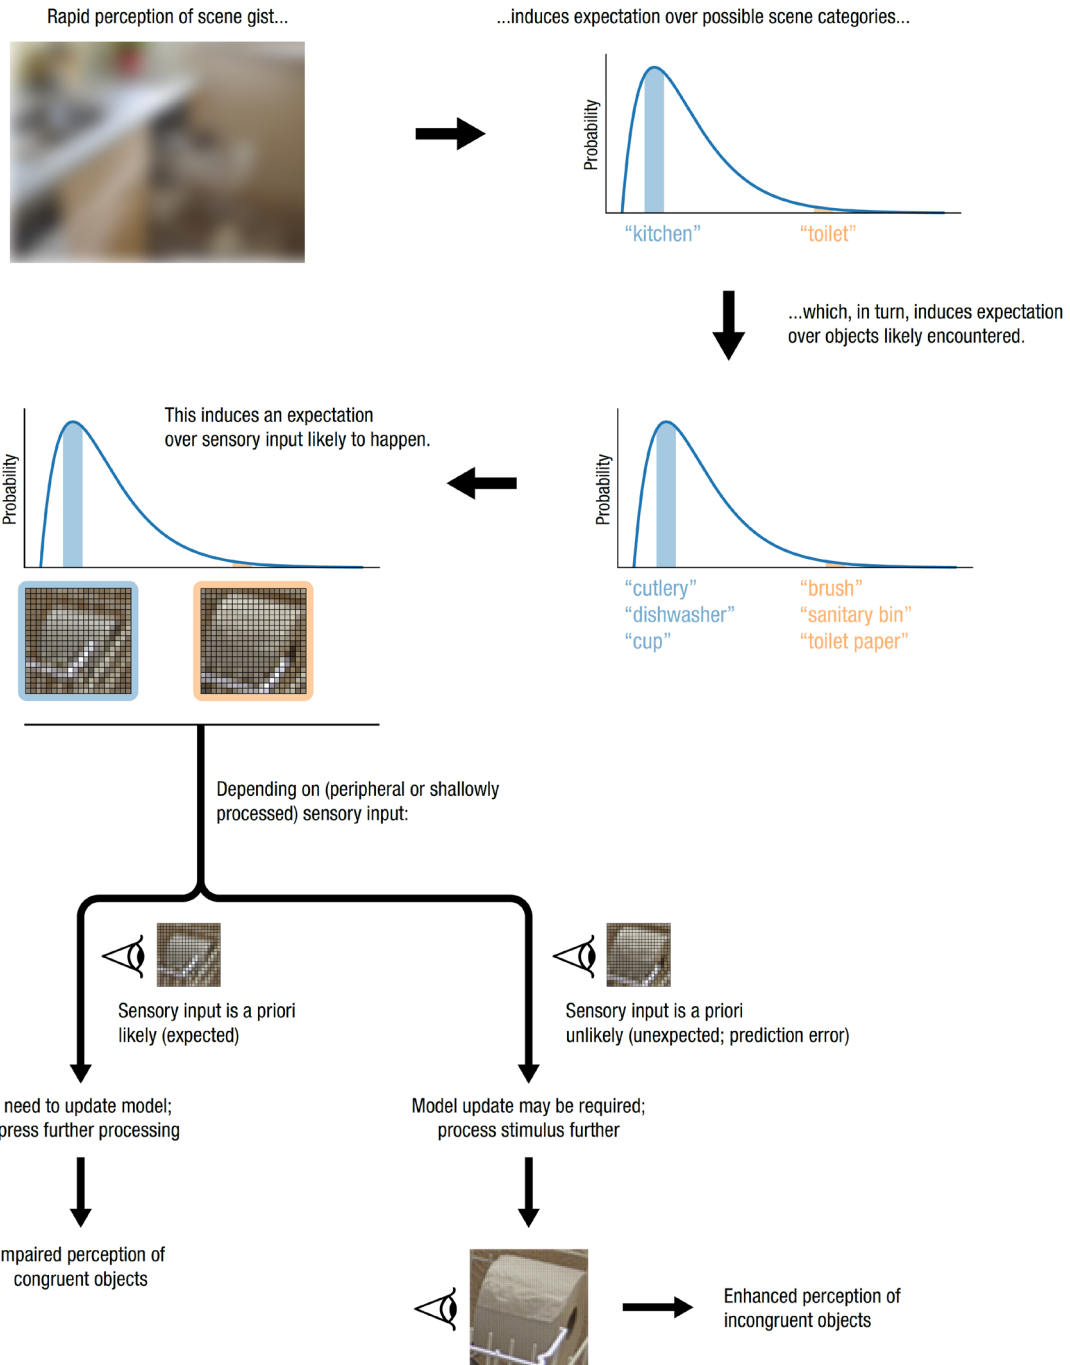 Rapid perception of scene gist...
...induces expectation over possible scene categories...
Probability
“kitchen”
“toilet”
...which, in turn, induces expectation
over objects likely encountered.
This induces an expectation
over sensory input likely to happen.
Probability
Probability
“cutlery”
“dishwasher”
“cup”
“brush”
“sanitary bin”
“toilet paper”
Depending on (peripheral or shallowly
processed) sensory input:
Sensory input is a priori
likely (expected)
Sensory input is a priori
unlikely (unexpected; prediction error)
need to update model;
press further processing
Model update may be required;
process stimulus further
mpaired perception of
congruent objects
Enhanced perception of
incongruent objects